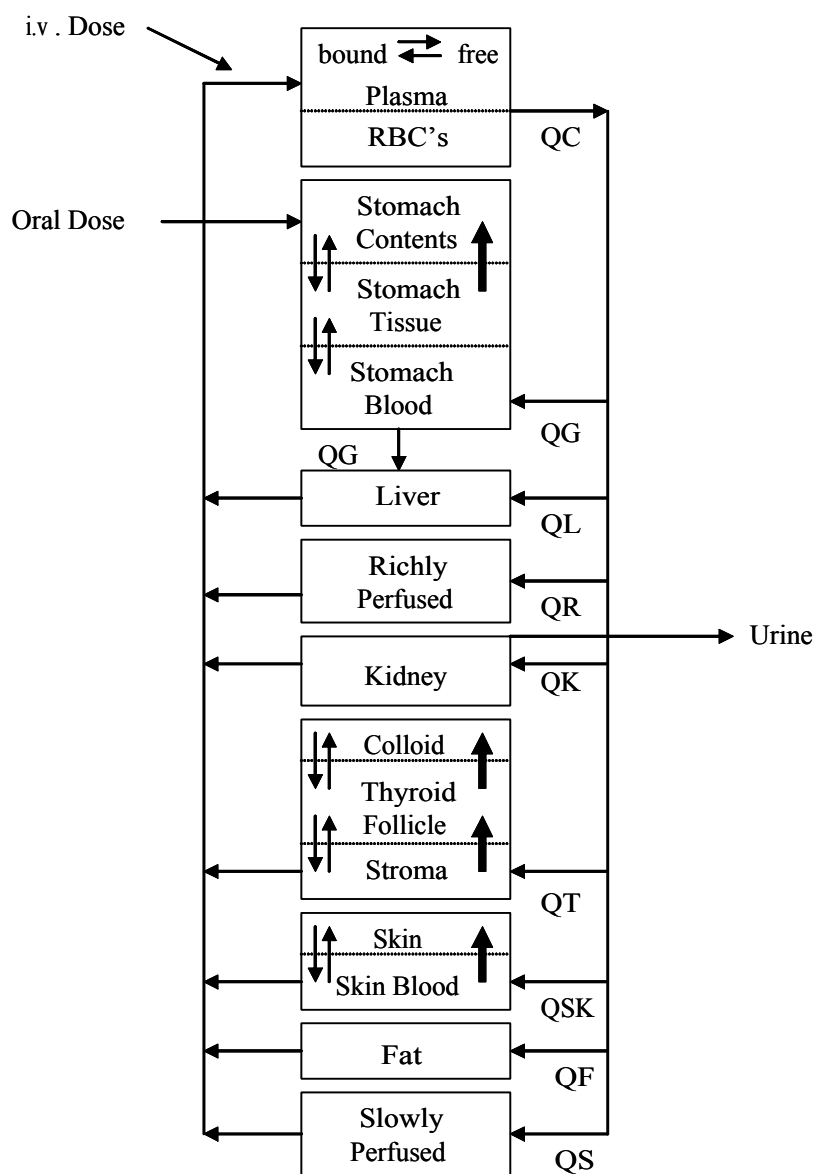 i.v . Dose
bound free
Plasma
RBC's
QC
Oral Dose
Stomach
Contents
Stomach
Tissue
Stomach
Blood
QG
QG
Liver
QL
Richly
Perfused
QR
Urine
Kidney
QK
Colloid
Thyroid
Follicle
Stroma
QT
Skin
Skin Blood
QSK
Fat
QF
Slowly
Perfused
QS